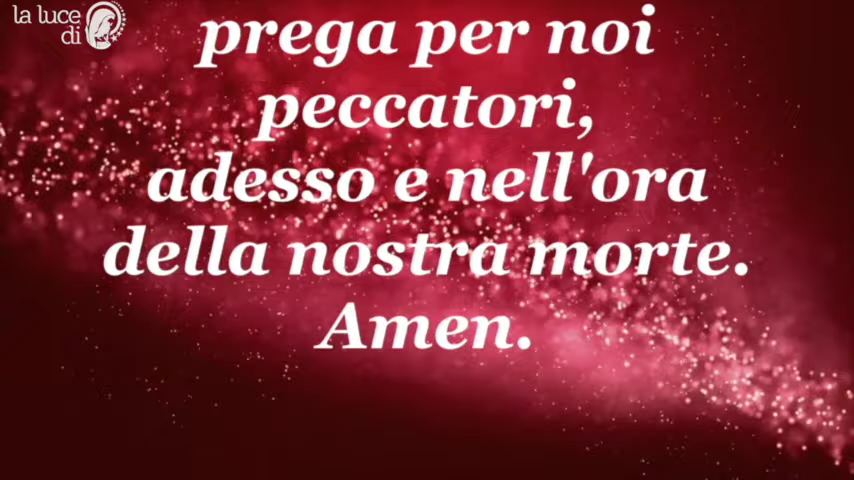 la luce
di
prega per noi
peccatori,
adesso e nell'ora
della nostra morte.
Amen.